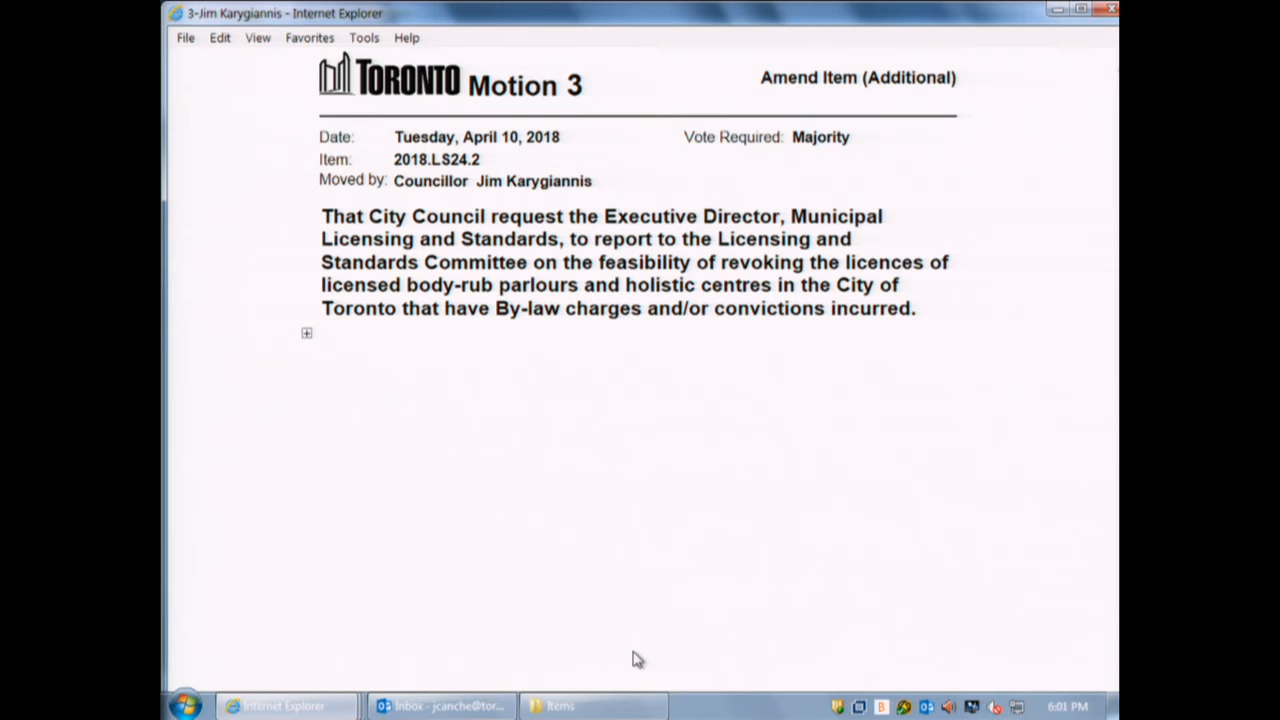 3-Jim Karygiannis - Internet Explorer
File Edit View Favorites Tools Help
TORONTO Motion 3
Amend Item (Additional)
Date: Tuesday, April 10, 2018 Vote Required: Majority
Item: 2018.LS24.2
Moved by: Councillor Jim Karygiannis
That City Council request the Executive Director, Municipal
Licensing and Standards, to report to the Licensing and
Standards Committee on the feasibility of revoking the licences of
licensed body-rub parlours and holistic centres in the City of
Toronto that have By-law charges and/or convictions incurred.
Internet Explorer Inbox - jcanche@tor... Items 6:01 PM